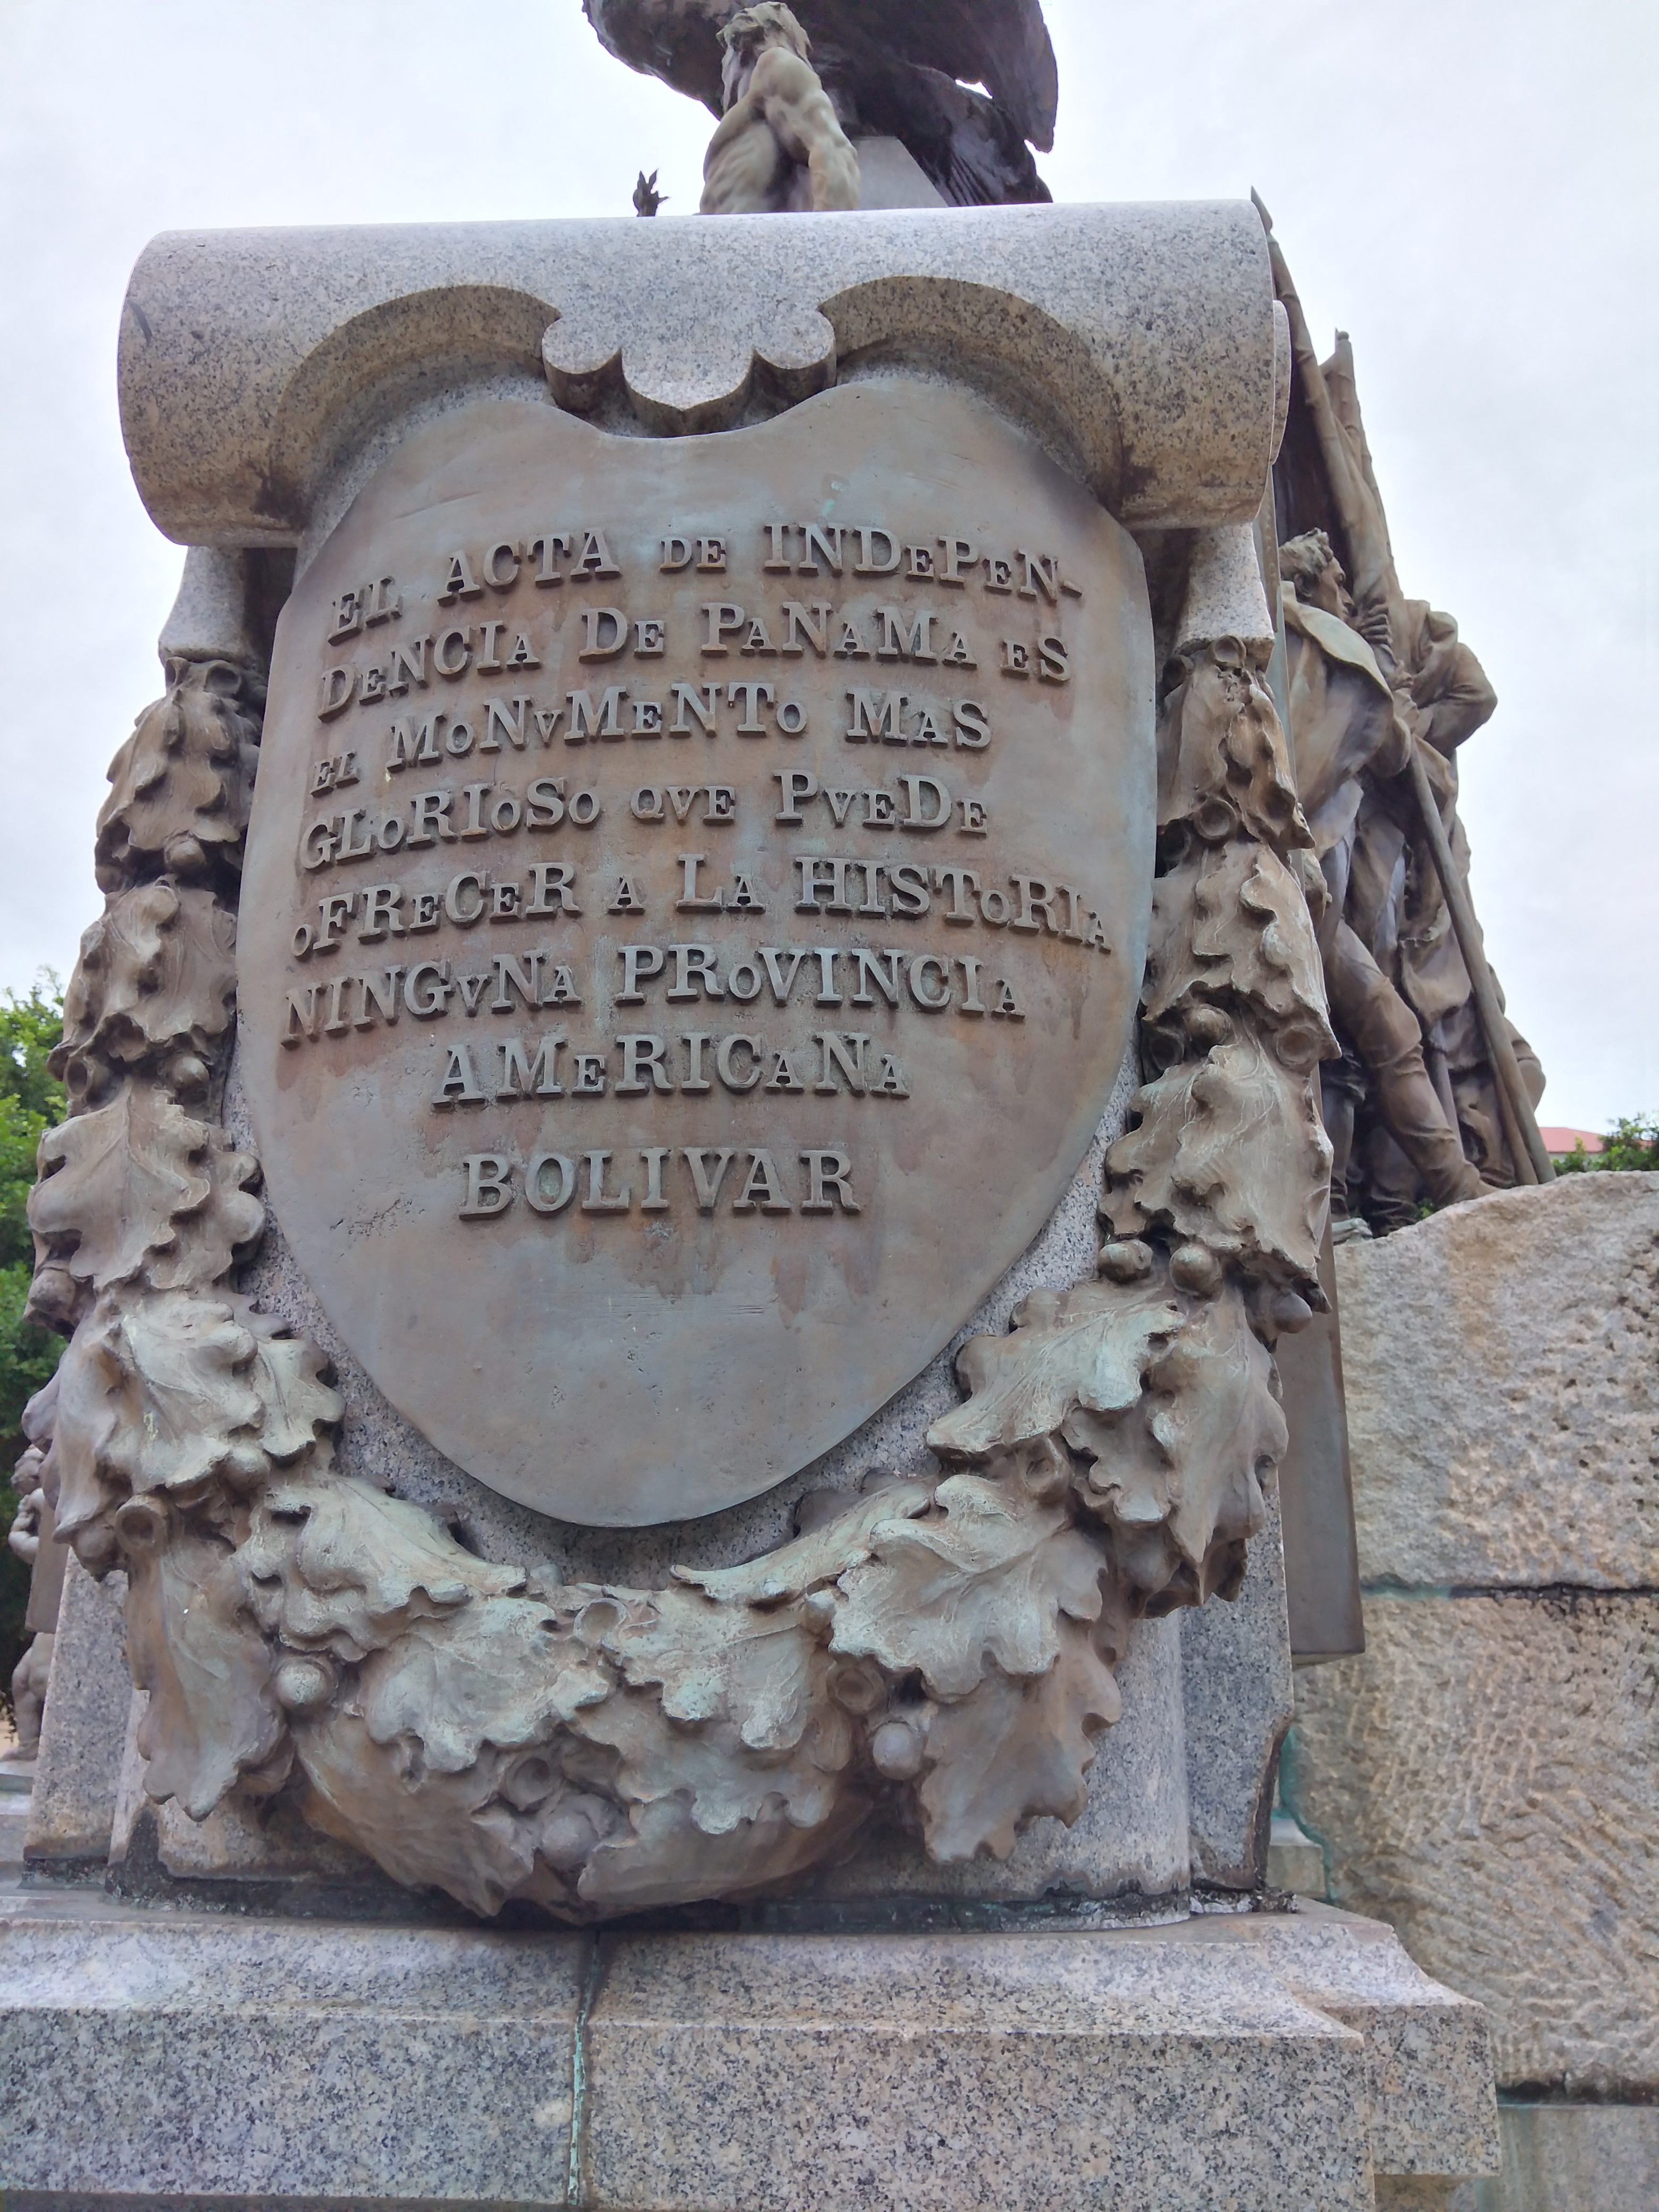 EL ACTA DE INDEPEN-
DENCIA DE PANAMA ES
EL MONVMENTO MAS
GLORIOSO QVE PVEDE
OFRECER A LA HISTORIA
NINGVNA PROVINCIA
AMERICANA
BOLIVAR